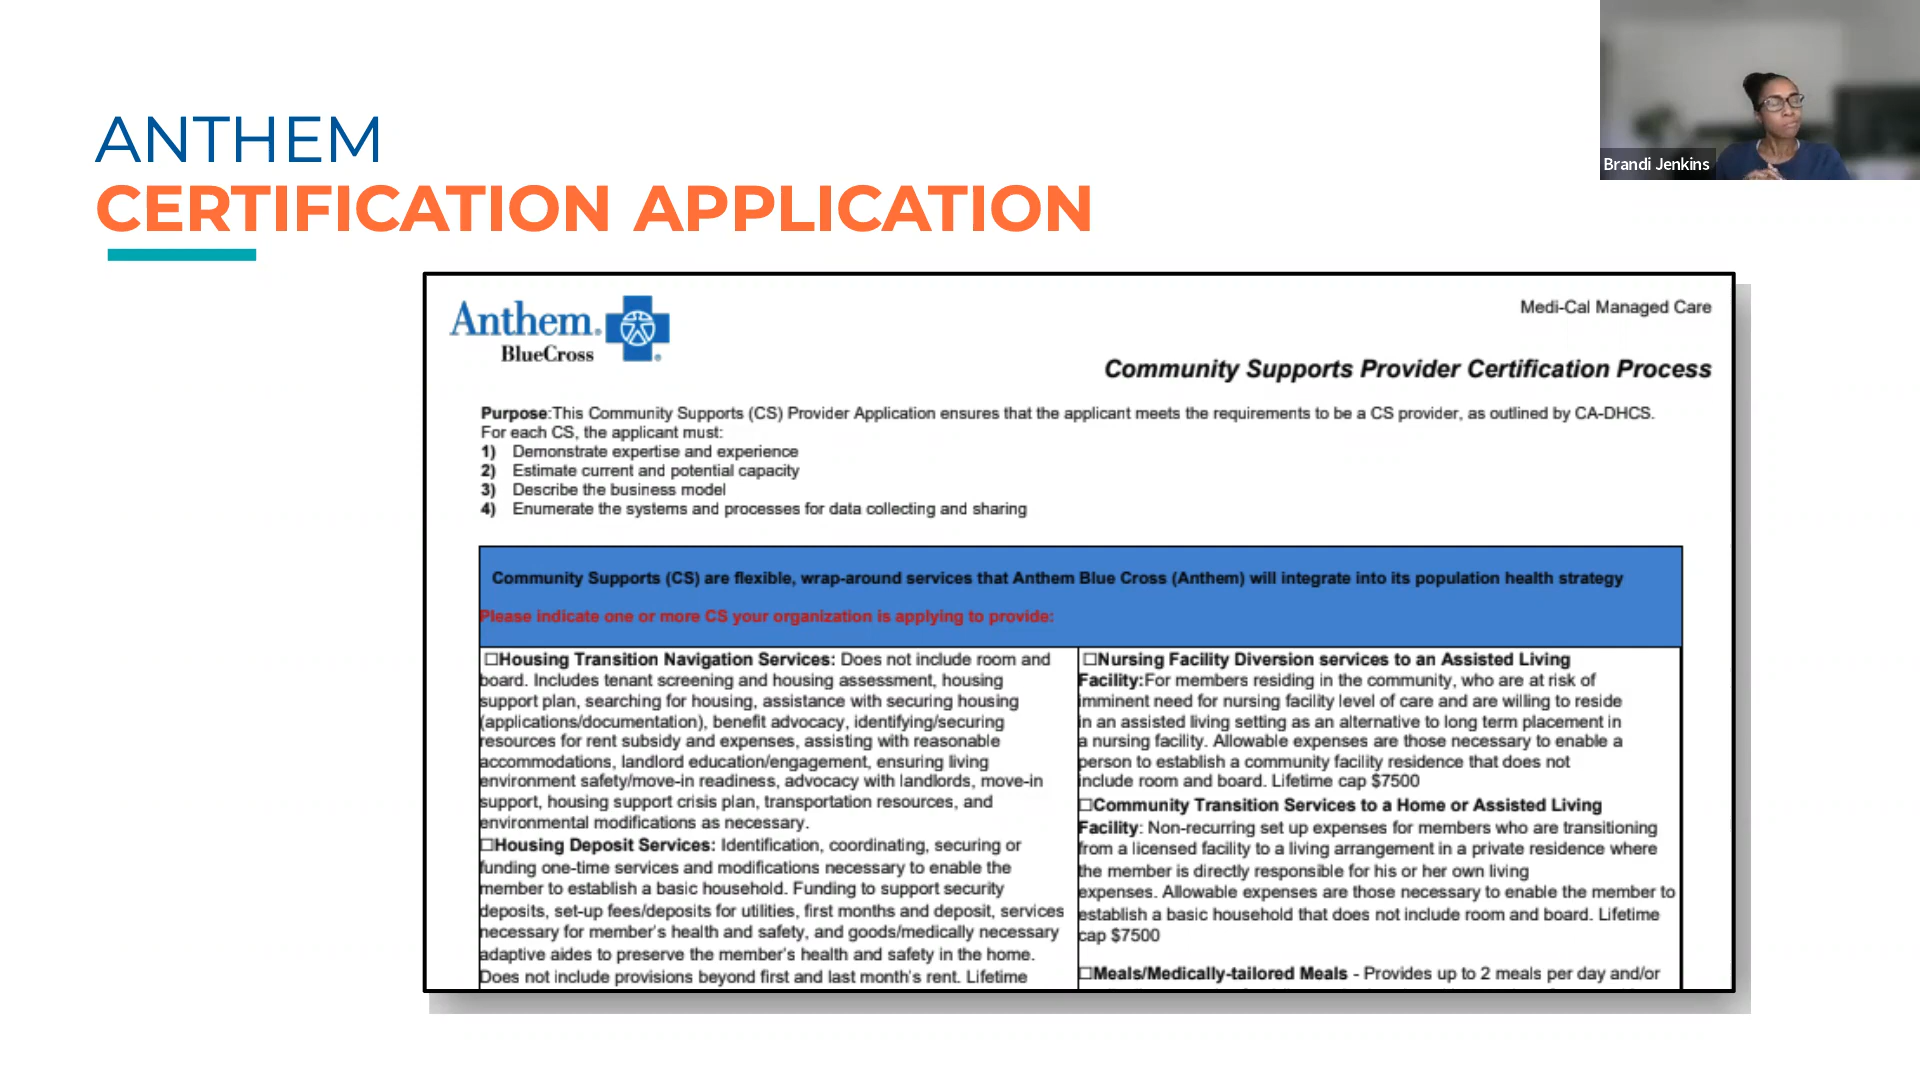 ANTHEM
CERTIFICATION APPLICATION
Brandi Jenkins
Anthem.
BlueCross
Medi-Cal Managed Care
Community Supports Provider Certification Process
Purpose:This Community Supports (CS) Provider Application ensures that the applicant meets the requirements to be a CS provider, as outlined by CA-DHCS.
For each CS, the applicant must:
1) Demonstrate expertise and experience
2) Estimate current and potential capacity
3) Describe the business model
4) Enumerate the systems and processes for data collecting and sharing
Community Supports (CS) are flexible, wrap-around services that Anthem Blue Cross (Anthem) will integrate into its population health strategy
Please indicate one or more CS your organization is applying to provide:
☐Housing Transition Navigation Services: Does not include room and
board. Includes tenant screening and housing assessment, housing
support plan, searching for housing, assistance with securing housing
(applications/documentation), benefit advocacy, identifying/securing
resources for rent subsidy and expenses, assisting with reasonable
accommodations, landlord education/engagement, ensuring living
environment safety/move-in readiness, advocacy with landlords, move-in
support, housing support crisis plan, transportation resources, and
environmental modifications as necessary.
☐Housing Deposit Services: Identification, coordinating, securing or
funding one-time services and modifications necessary to enable the
member to establish a basic household. Funding to support security
deposits, set-up fees/deposits for utilities, first months and deposit, services
necessary for member's health and safety, and goods/medically necessary
adaptive aides to preserve the member's health and safety in the home.
Does not include provisions beyond first and last month's rent. Lifetime
☐Nursing Facility Diversion services to an Assisted Living
Facility:For members residing in the community, who are at risk of
imminent need for nursing facility level of care and are willing to reside
in an assisted living setting as an alternative to long term placement in
a nursing facility. Allowable expenses are those necessary to enable a
person to establish a community facility residence that does not
include room and board. Lifetime cap $7500
☐Community Transition Services to a Home or Assisted Living
Facility: Non-recurring set up expenses for members who are transitioning
from a licensed facility to a living arrangement in a private residence where
the member is directly responsible for his or her own living
expenses. Allowable expenses are those necessary to enable the member to
establish a basic household that does not include room and board. Lifetime
cap $7500
☐Meals/Medically-tailored Meals - Provides up to 2 meals per day and/or